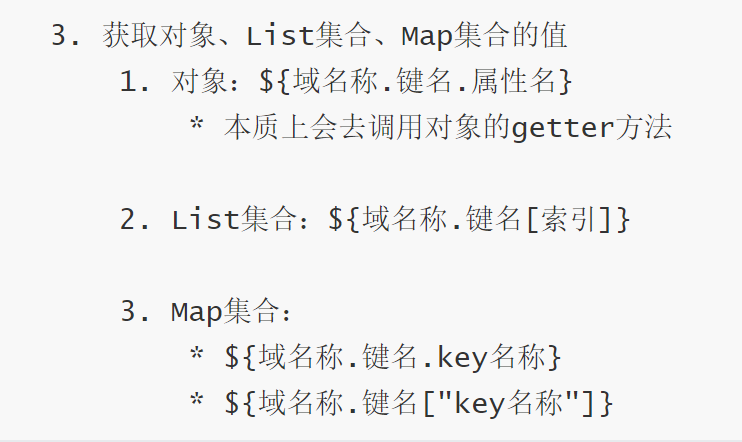 3. 获取对象、List集合、Map集合的值
1. 对象：${域名称.键名.属性名}
* 本质上会去调用对象的getter方法
2. List集合：${域名称.键名[索引]}
3. Map集合：
* ${域名称.键名.key名称}
* ${域名称.键名["key名称"]}